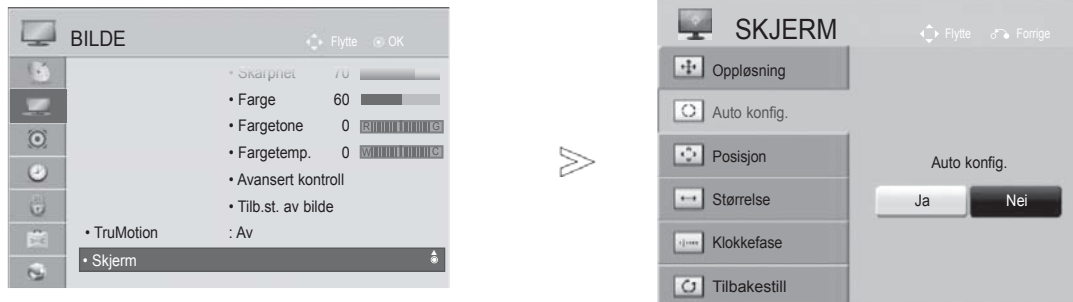 BILDE
Flytte OK
• Skarphet 70
• Farge 60
• Fargetone 0 R G
• Fargetemp. 0 W C
• Avansert kontroll
• Tilb.st. av bilde
• TruMotion : Av
• Skjerm
SKJERM
Flytte Forrige
Oppløsning
Auto konfig.
Posisjon
Størrelse
Klokkefase
Tilbakestill
Auto konfig.
Ja Nei